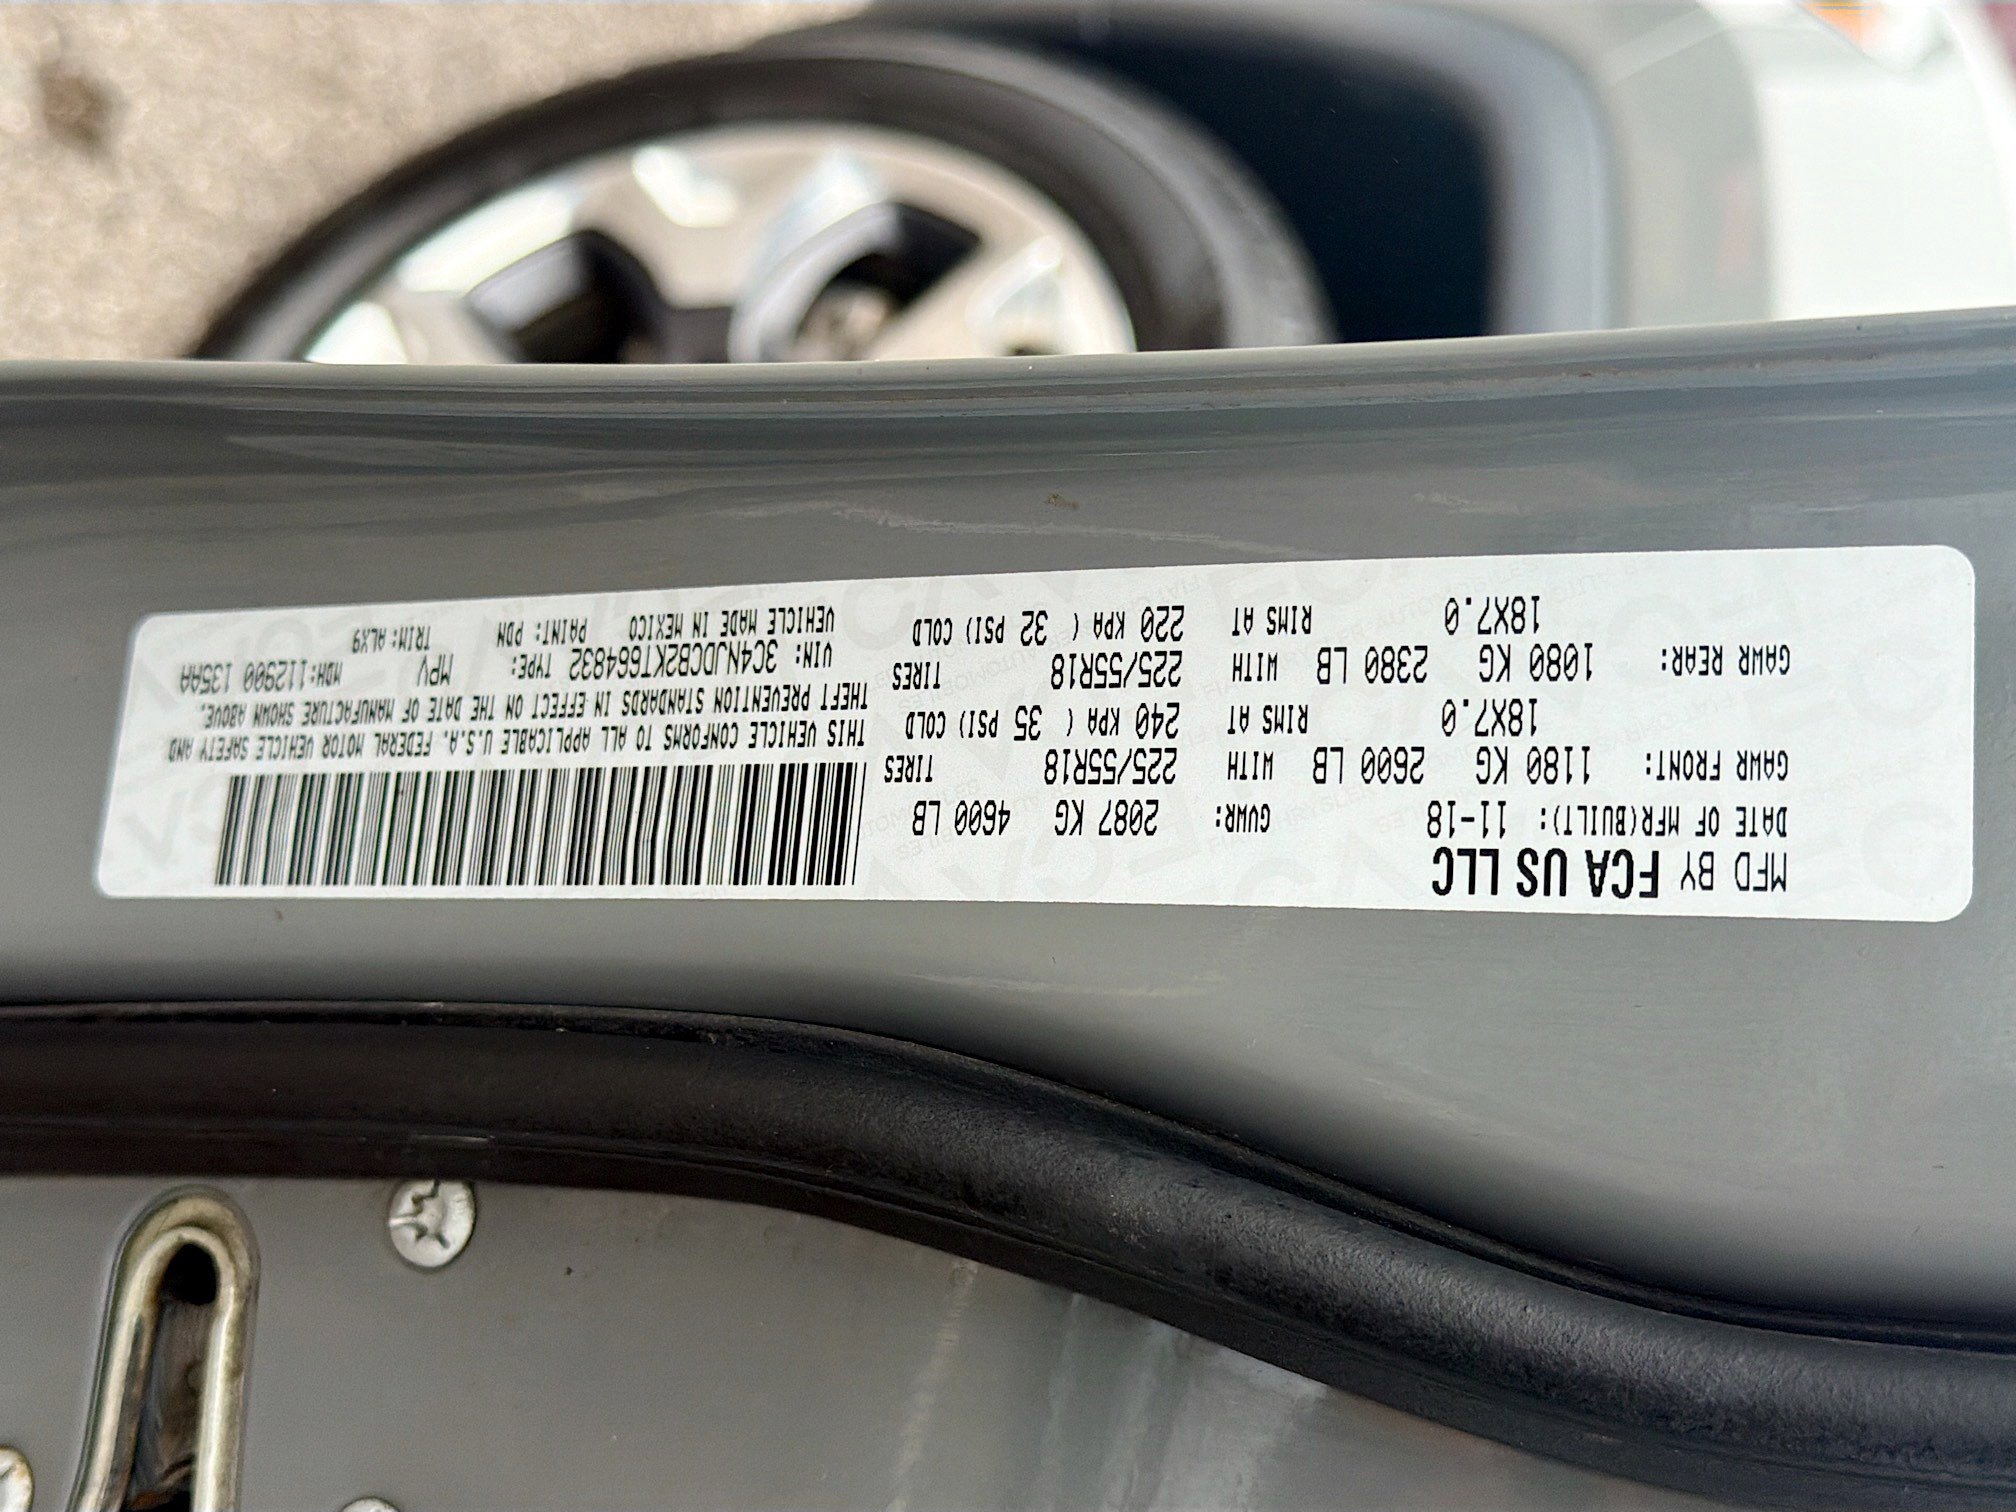 MFD BY FCA US LLC
DATE OF MFR(BUILT): 11-18 GVWR: 2087 KG 4600 LB
GAWR FRONT: 1180 KG 2600 LB WITH 225/55R18 TIRES
18X7.0 RIMS AT 240 KPA ( 35 PSI) COLD
GAWR REAR: 1080 KG 2380 LB WITH 225/55R18 TIRES
18X7.0 RIMS AT 220 KPA ( 32 PSI) COLD
THIS VEHICLE CONFORMS TO ALL APPLICABLE U.S.A. FEDERAL MOTOR VEHICLE SAFETY AND
THEFT PREVENTION STANDARDS IN EFFECT ON THE DATE OF MANUFACTURE SHOWN ABOVE.
VIN: 3C4NJDCB2KT664832 TYPE: MPV MDH:112900 135AA
VEHICLE MADE IN MEXICO PAINT: PDN TRIM: ALX9